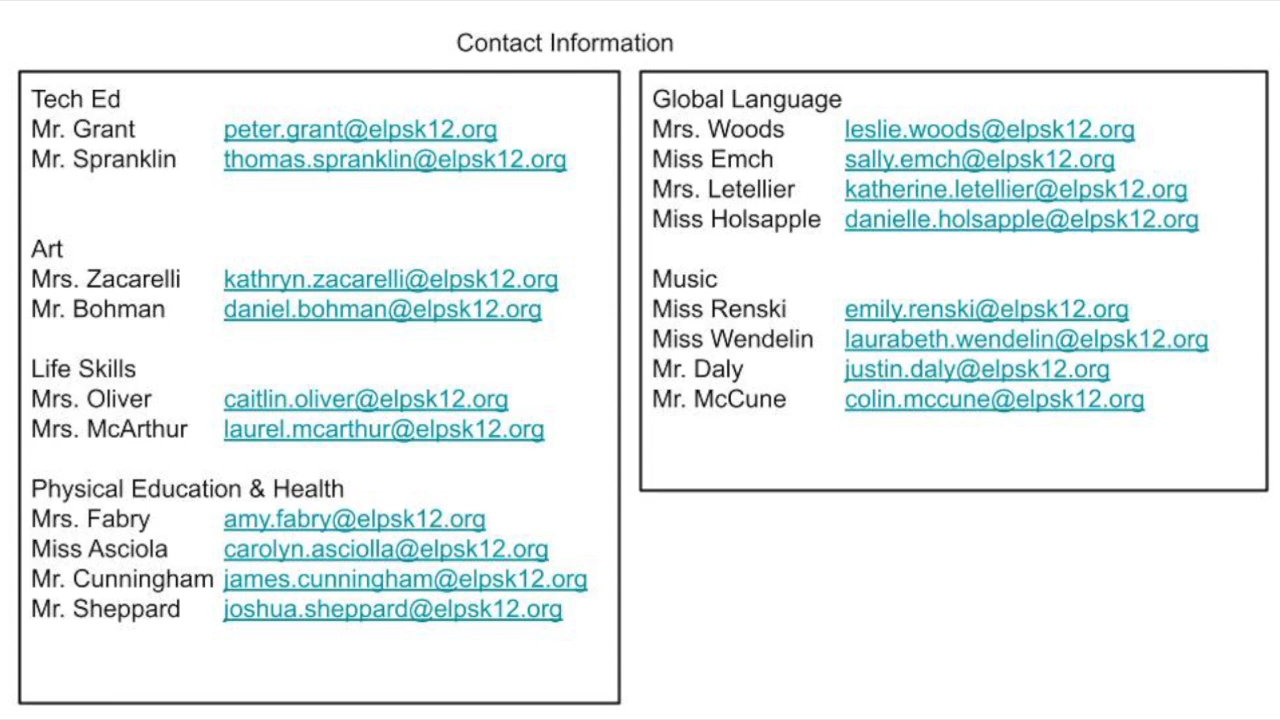 Contact Information
Tech Ed
Mr. Grant peter.grant@elpsk12.org
Mr. Spranklin thomas.spranklin@elpsk12.org
Art
Mrs. Zacarelli kathryn.zacarelli@elpsk12.org
Mr. Bohman daniel.bohman@elpsk12.org
Life Skills
Mrs. Oliver caitlin.oliver@elpsk12.org
Mrs. McArthur laurel.mcarthur@elpsk12.org
Physical Education & Health
Mrs. Fabry amy.fabry@elpsk12.org
Miss Asciola carolyn.asciolla@elpsk12.org
Mr. Cunningham james.cunningham@elpsk12.org
Mr. Sheppard joshua.sheppard@elpsk12.org
Global Language
Mrs. Woods leslie.woods@elpsk12.org
Miss Emch sally.emch@elpsk12.org
Mrs. Letellier katherine.letellier@elpsk12.org
Miss Holsapple danielle.holsapple@elpsk12.org
Music
Miss Renski emily.renski@elpsk12.org
Miss Wendelin laurabeth.wendelin@elpsk12.org
Mr. Daly justin.daly@elpsk12.org
Mr. McCune colin.mccune@elpsk12.org